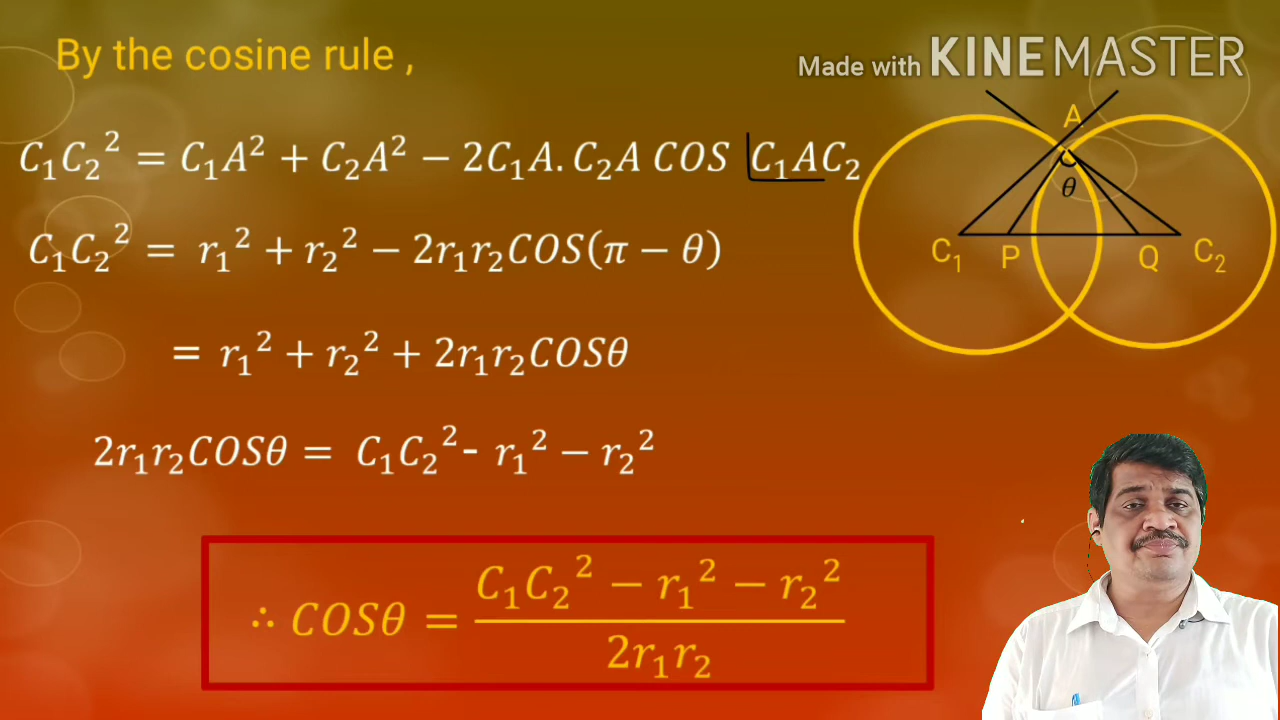 By the cosine rule ,
Made with KINEMASTER
C₁C₂² = C₁A² + C₂A² − 2C₁A. C₂A COS C₁AC₂
C₁C₂² = r₁² + r₂² − 2r₁r₂COS(π − θ)
= r₁² + r₂² + 2r₁r₂COSθ
2r₁r₂COSθ = C₁C₂² - r₁² − r₂²
∴ COSθ = (C₁C₂² − r₁² − r₂²) / 2r₁r₂
A
θ
C₁ P Q C₂